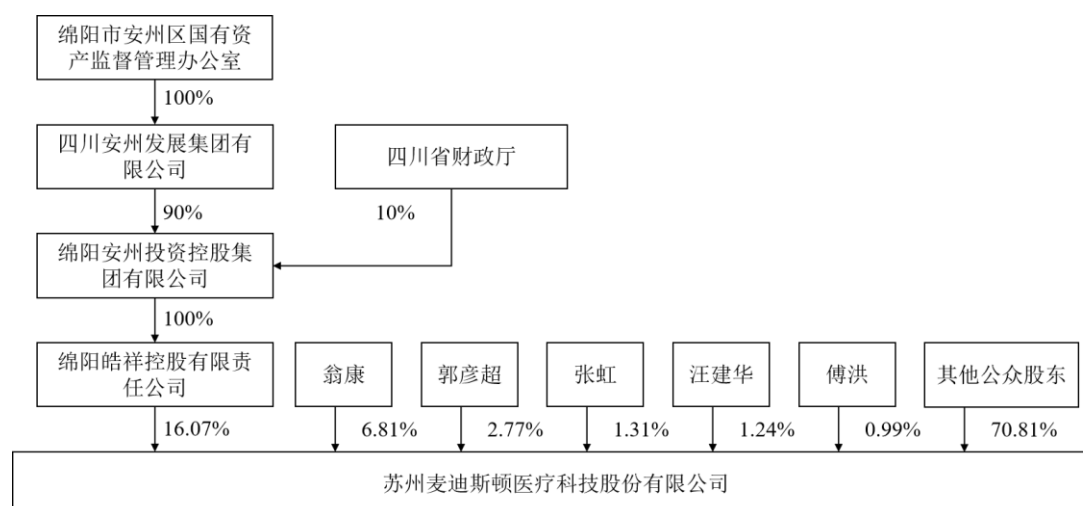 绵阳市安州区国有资
产监督管理办公室
100%
四川安州发展集团有
限公司
四川省财政厅
90%
10%
绵阳安州投资控股集
团有限公司
100%
绵阳皓祥控股有限责
任公司
翁康
郭彦超
张虹
汪建华
傅洪
其他公众股东
16.07%
6.81%
2.77%
1.31%
1.24%
0.99%
70.81%
苏州麦迪斯顿医疗科技股份有限公司